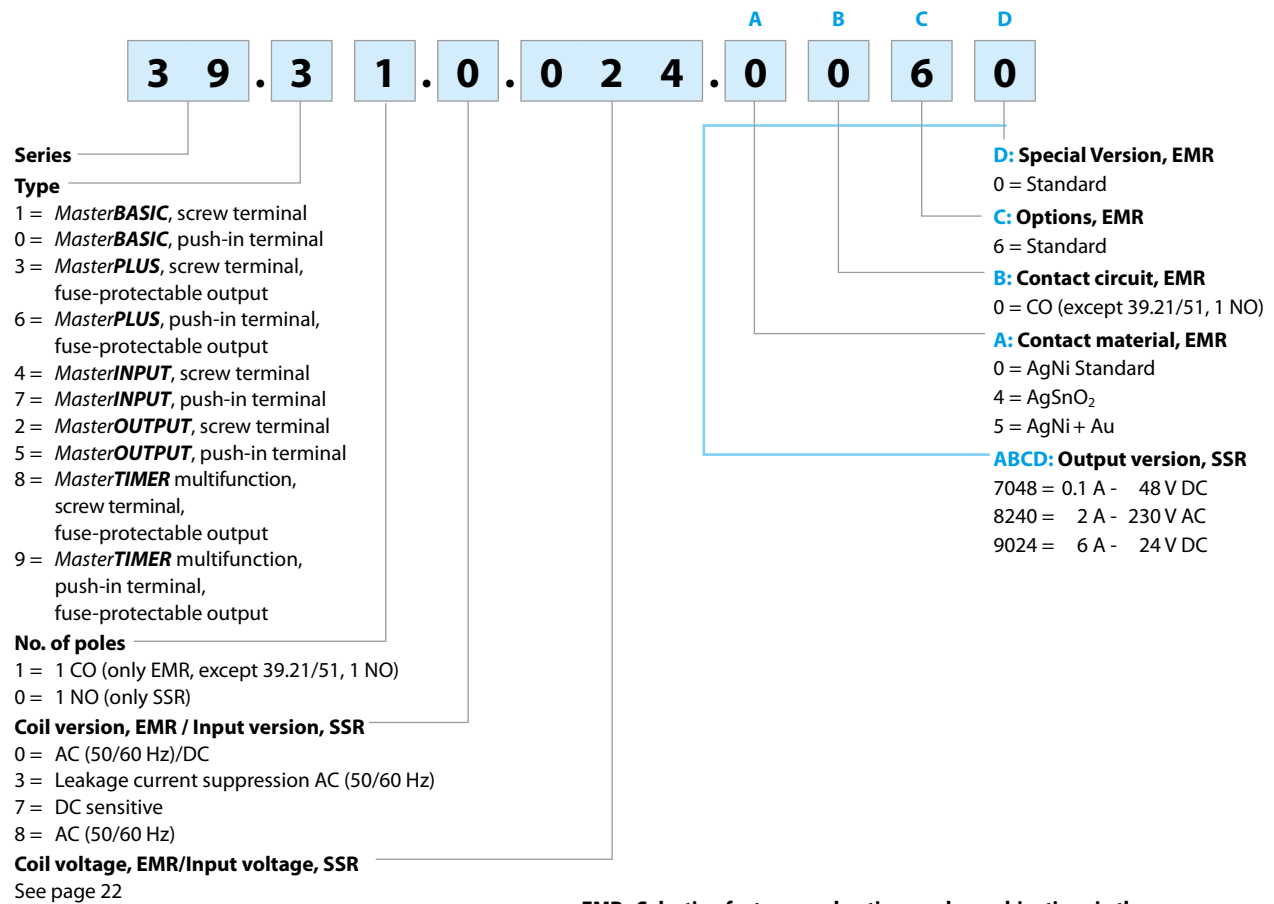 A B C D
3 9 . 3 1 . 0 . 0 2 4 . 0 0 6 0
Series
Type
1 = MasterBASIC, screw terminal
0 = MasterBASIC, push-in terminal
3 = MasterPLUS, screw terminal,
fuse-protectable output
6 = MasterPLUS, push-in terminal,
fuse-protectable output
4 = MasterINPUT, screw terminal
7 = MasterINPUT, push-in terminal
2 = MasterOUTPUT, screw terminal
5 = MasterOUTPUT, push-in terminal
8 = MasterTIMER multifunction,
screw terminal,
fuse-protectable output
9 = MasterTIMER multifunction,
push-in terminal,
fuse-protectable output
No. of poles
1 = 1 CO (only EMR, except 39.21/51, 1 NO)
0 = 1 NO (only SSR)
Coil version, EMR / Input version, SSR
0 = AC (50/60 Hz)/DC
3 = Leakage current suppression AC (50/60 Hz)
7 = DC sensitive
8 = AC (50/60 Hz)
Coil voltage, EMR/Input voltage, SSR
See page 22
D: Special Version, EMR
0 = Standard
C: Options, EMR
6 = Standard
B: Contact circuit, EMR
0 = CO (except 39.21/51, 1 NO)
A: Contact material, EMR
0 = AgNi Standard
4 = AgSnO₂
5 = AgNi + Au
ABCD: Output version, SSR
7048 = 0.1 A - 48 V DC
8240 = 2 A - 230 V AC
9024 = 6 A - 24 V DC